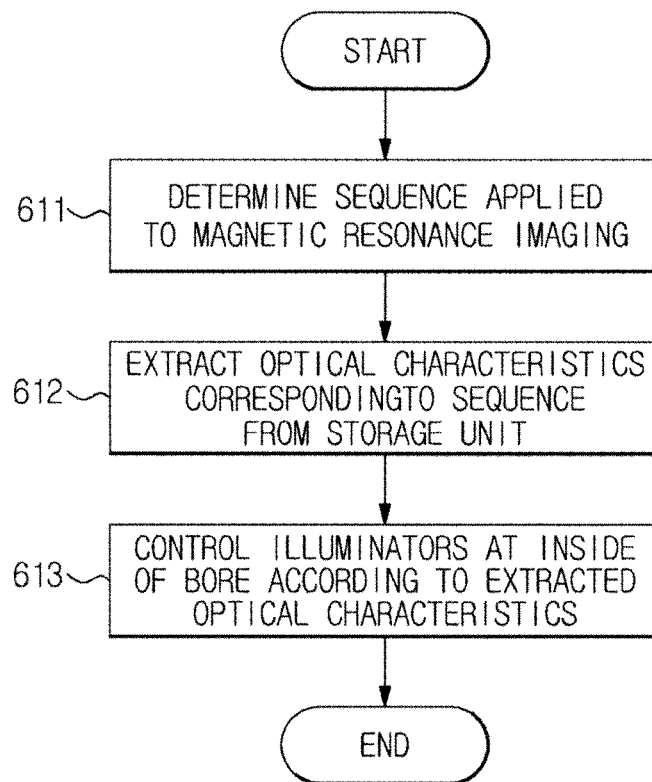 START
611
DETERMINE SEQUENCE APPLIED
TO MAGNETIC RESONANCE IMAGING
612
EXTRACT OPTICAL CHARACTERISTICS
CORRESPONDINGTO SEQUENCE
FROM STORAGE UNIT
613
CONTROL ILLUMINATORS AT INSIDE
OF BORE ACCORDING TO EXTRACTED
OPTICAL CHARACTERISTICS
END